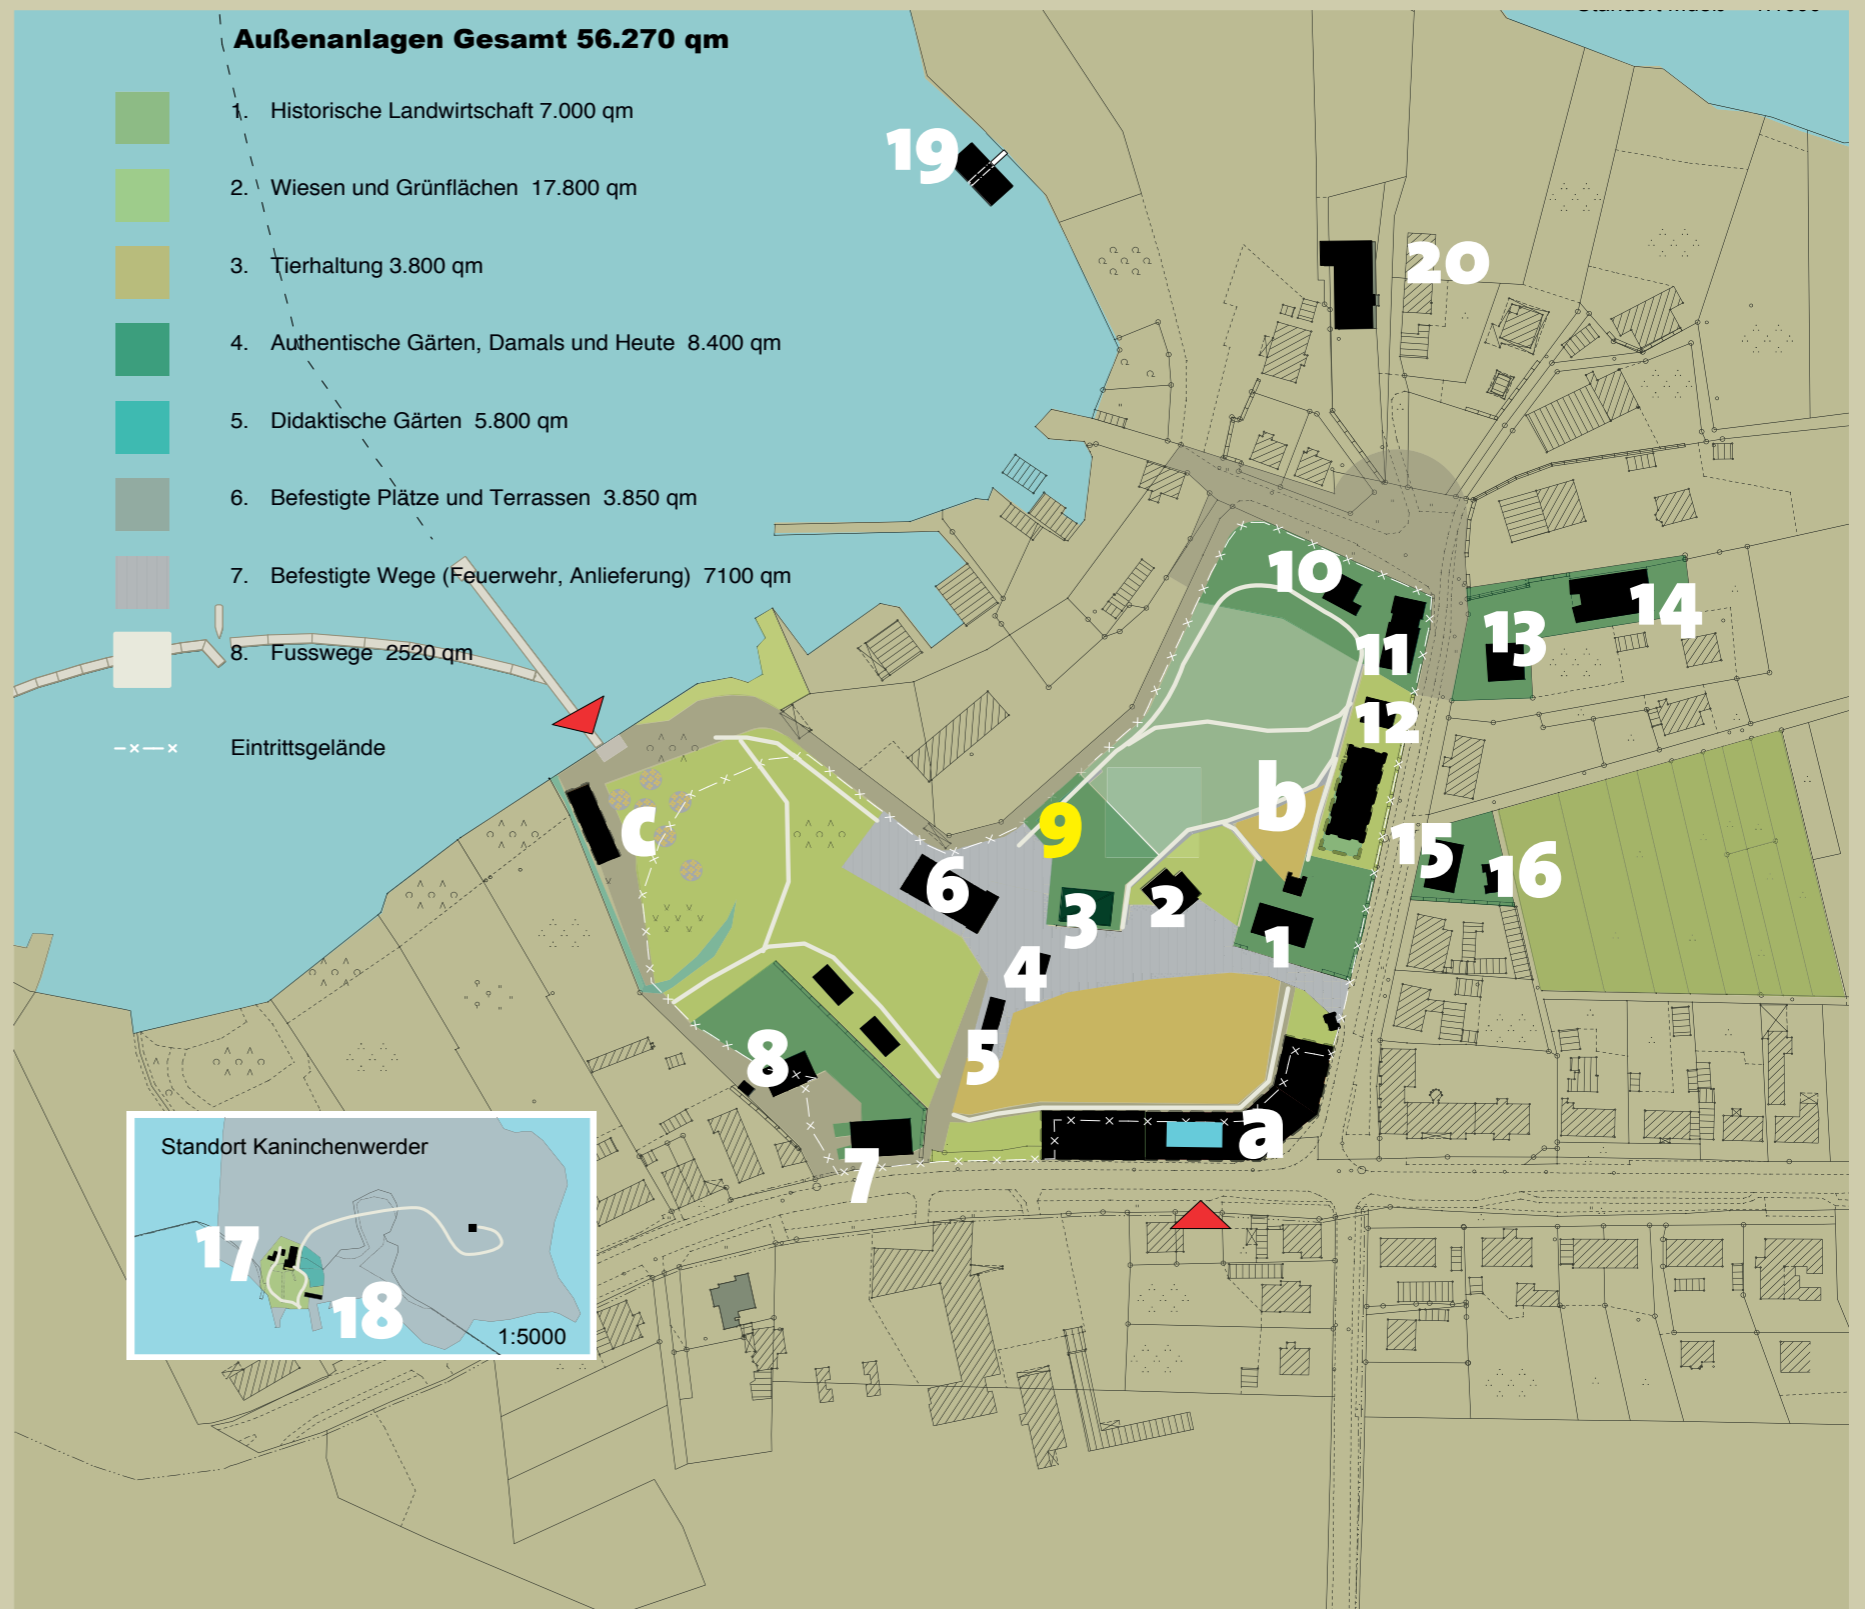 Außenanlagen Gesamt 56.270 qm
1. Historische Landwirtschaft 7.000 qm
2. Wiesen und Grünflächen 17.800 qm
3. Tierhaltung 3.800 qm
4. Authentische Gärten, Damals und Heute 8.400 qm
5. Didaktische Gärten 5.800 qm
6. Befestigte Plätze und Terrassen 3.850 qm
7. Befestigte Wege (Feuerwehr, Anlieferung) 7100 qm
8. Fusswege 2520 qm
Eintrittsgelände
19
20
10
11
12
13
14
b
c
9
6
3
2
1
15
16
4
5
8
7
a
Standort Kaninchenwerder
17
18
1:5000